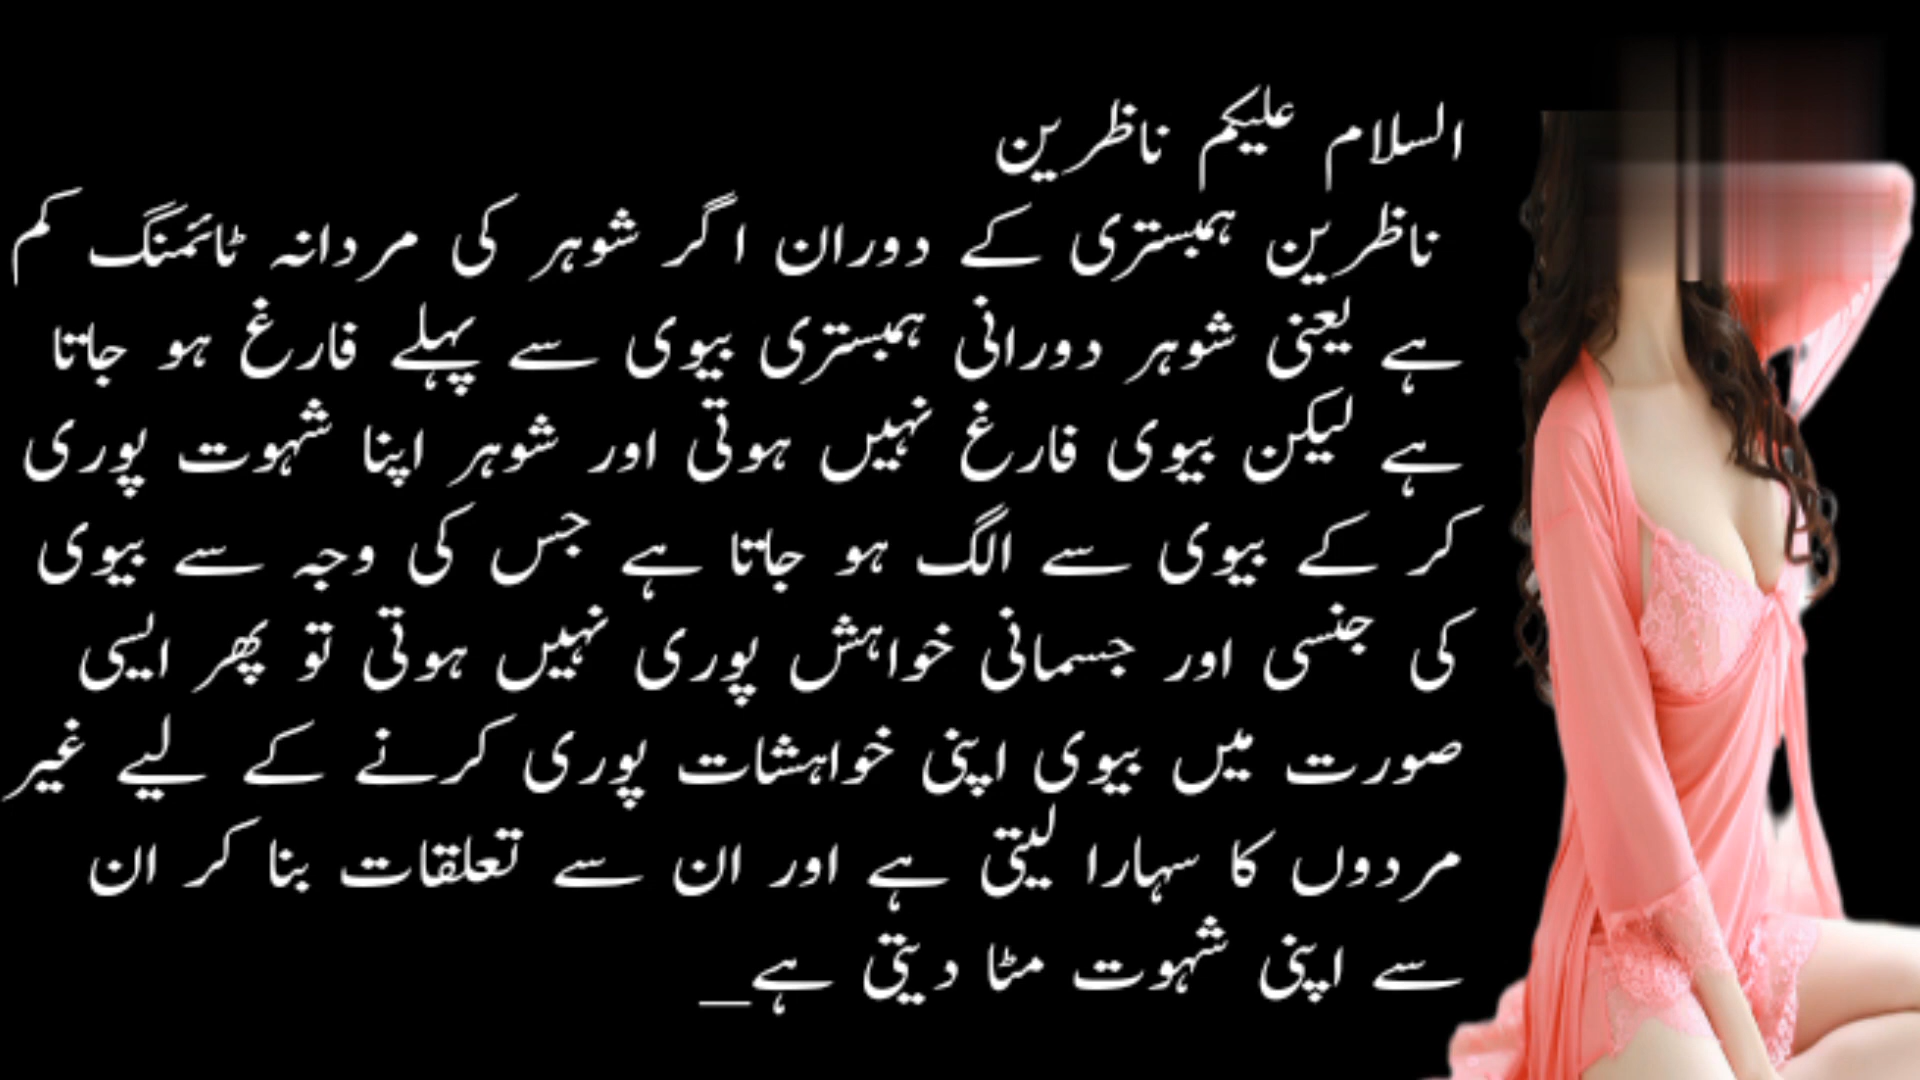 السلام علیکم ناظرین
ناظرین ہمبستری کے دوران اگر شوہر کی مردانہ ٹائمنگ کم
ہے یعنی شوہر دورانی ہمبستری بیوی سے پہلے فارغ ہو جاتا
ہے لیکن بیوی فارغ نہیں ہوتی اور شوہر اپنا شہوت پوری
کر کے بیوی سے الگ ہو جاتا ہے جس کی وجہ سے بیوی
کی جنسی اور جسمانی خواہش پوری نہیں ہوتی تو پھر ایسی
صورت میں بیوی اپنی خواہشات پوری کرنے کے لیے غیر
مردوں کا سہارا لیتی ہے اور ان سے تعلقات بنا کر ان
سے اپنی شہوت مٹا دیتی ہے_